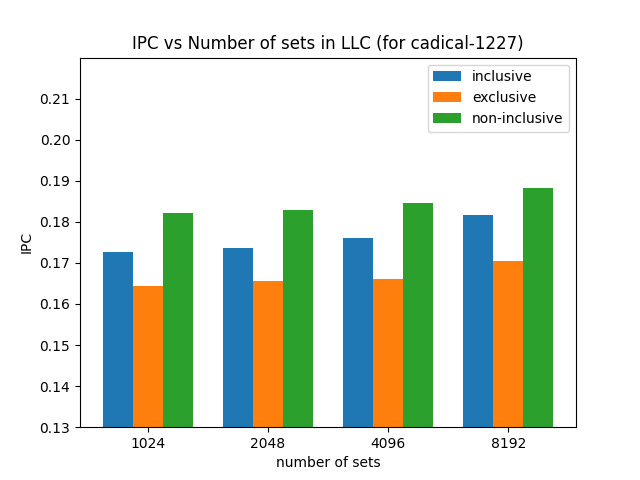 IPC vs Number of sets in LLC (for cadical-1227)
inclusive
exclusive
non-inclusive
0.21
0.20
0.19
0.18
0.17
0.16
0.15
0.14
0.13
IPC
1024 2048 4096 8192
number of sets